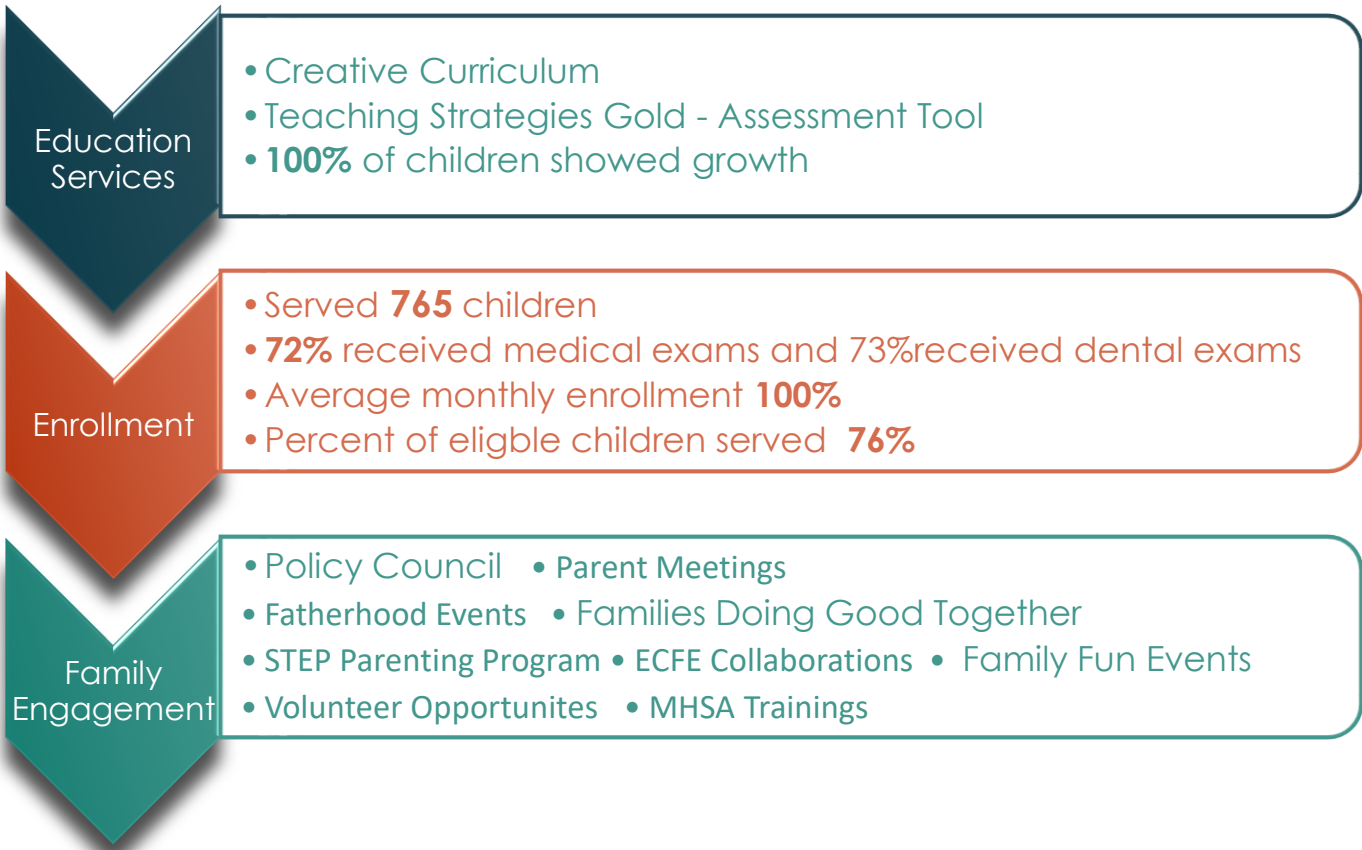 Education
Services
• Creative Curriculum
• Teaching Strategies Gold - Assessment Tool
• 100% of children showed growth
Enrollment
• Served 765 children
• 72% received medical exams and 73%received dental exams
• Average monthly enrollment 100%
• Percent of eligble children served 76%
Family
Engagement
• Policy Council • Parent Meetings
• Fatherhood Events • Families Doing Good Together
• STEP Parenting Program • ECFE Collaborations • Family Fun Events
• Volunteer Opportunites • MHSA Trainings